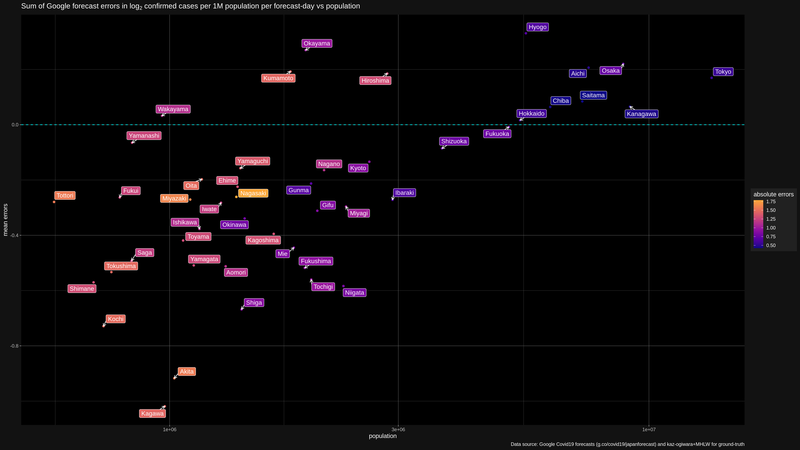 Sum of Google forecast errors in log₂ confirmed cases per 1M population per forecast-day vs population
Hyogo
Okayama
Kumamoto
Hiroshima
Aichi
Osaka
Tokyo
Wakayama
Chiba
Saitama
Hokkaido
Kanagawa
0.0
Yamanashi
Fukuoka
Shizuoka
Yamaguchi
Nagano
Kyoto
Tottori
Fukui
Oita
Ehime
Miyazaki
Nagasaki
Gunma
Ibaraki
Iwate
Gifu
Miyagi
Ishikawa
Okinawa
-0.4
Toyama
Kagoshima
Saga
Mie
Tokushima
Yamagata
Fukushima
Aomori
Shimane
Tochigi
Niigata
Shiga
Kochi
-0.8
Akita
Kagawa
mean errors
1e+06
3e+06
1e+07
population
absolute errors
1.75
1.50
1.25
1.00
0.75
0.50
Data source: Google Covid19 forecasts (g.co/covid19/japanforecast) and kaz-ogiwara+MHLW for ground-truth